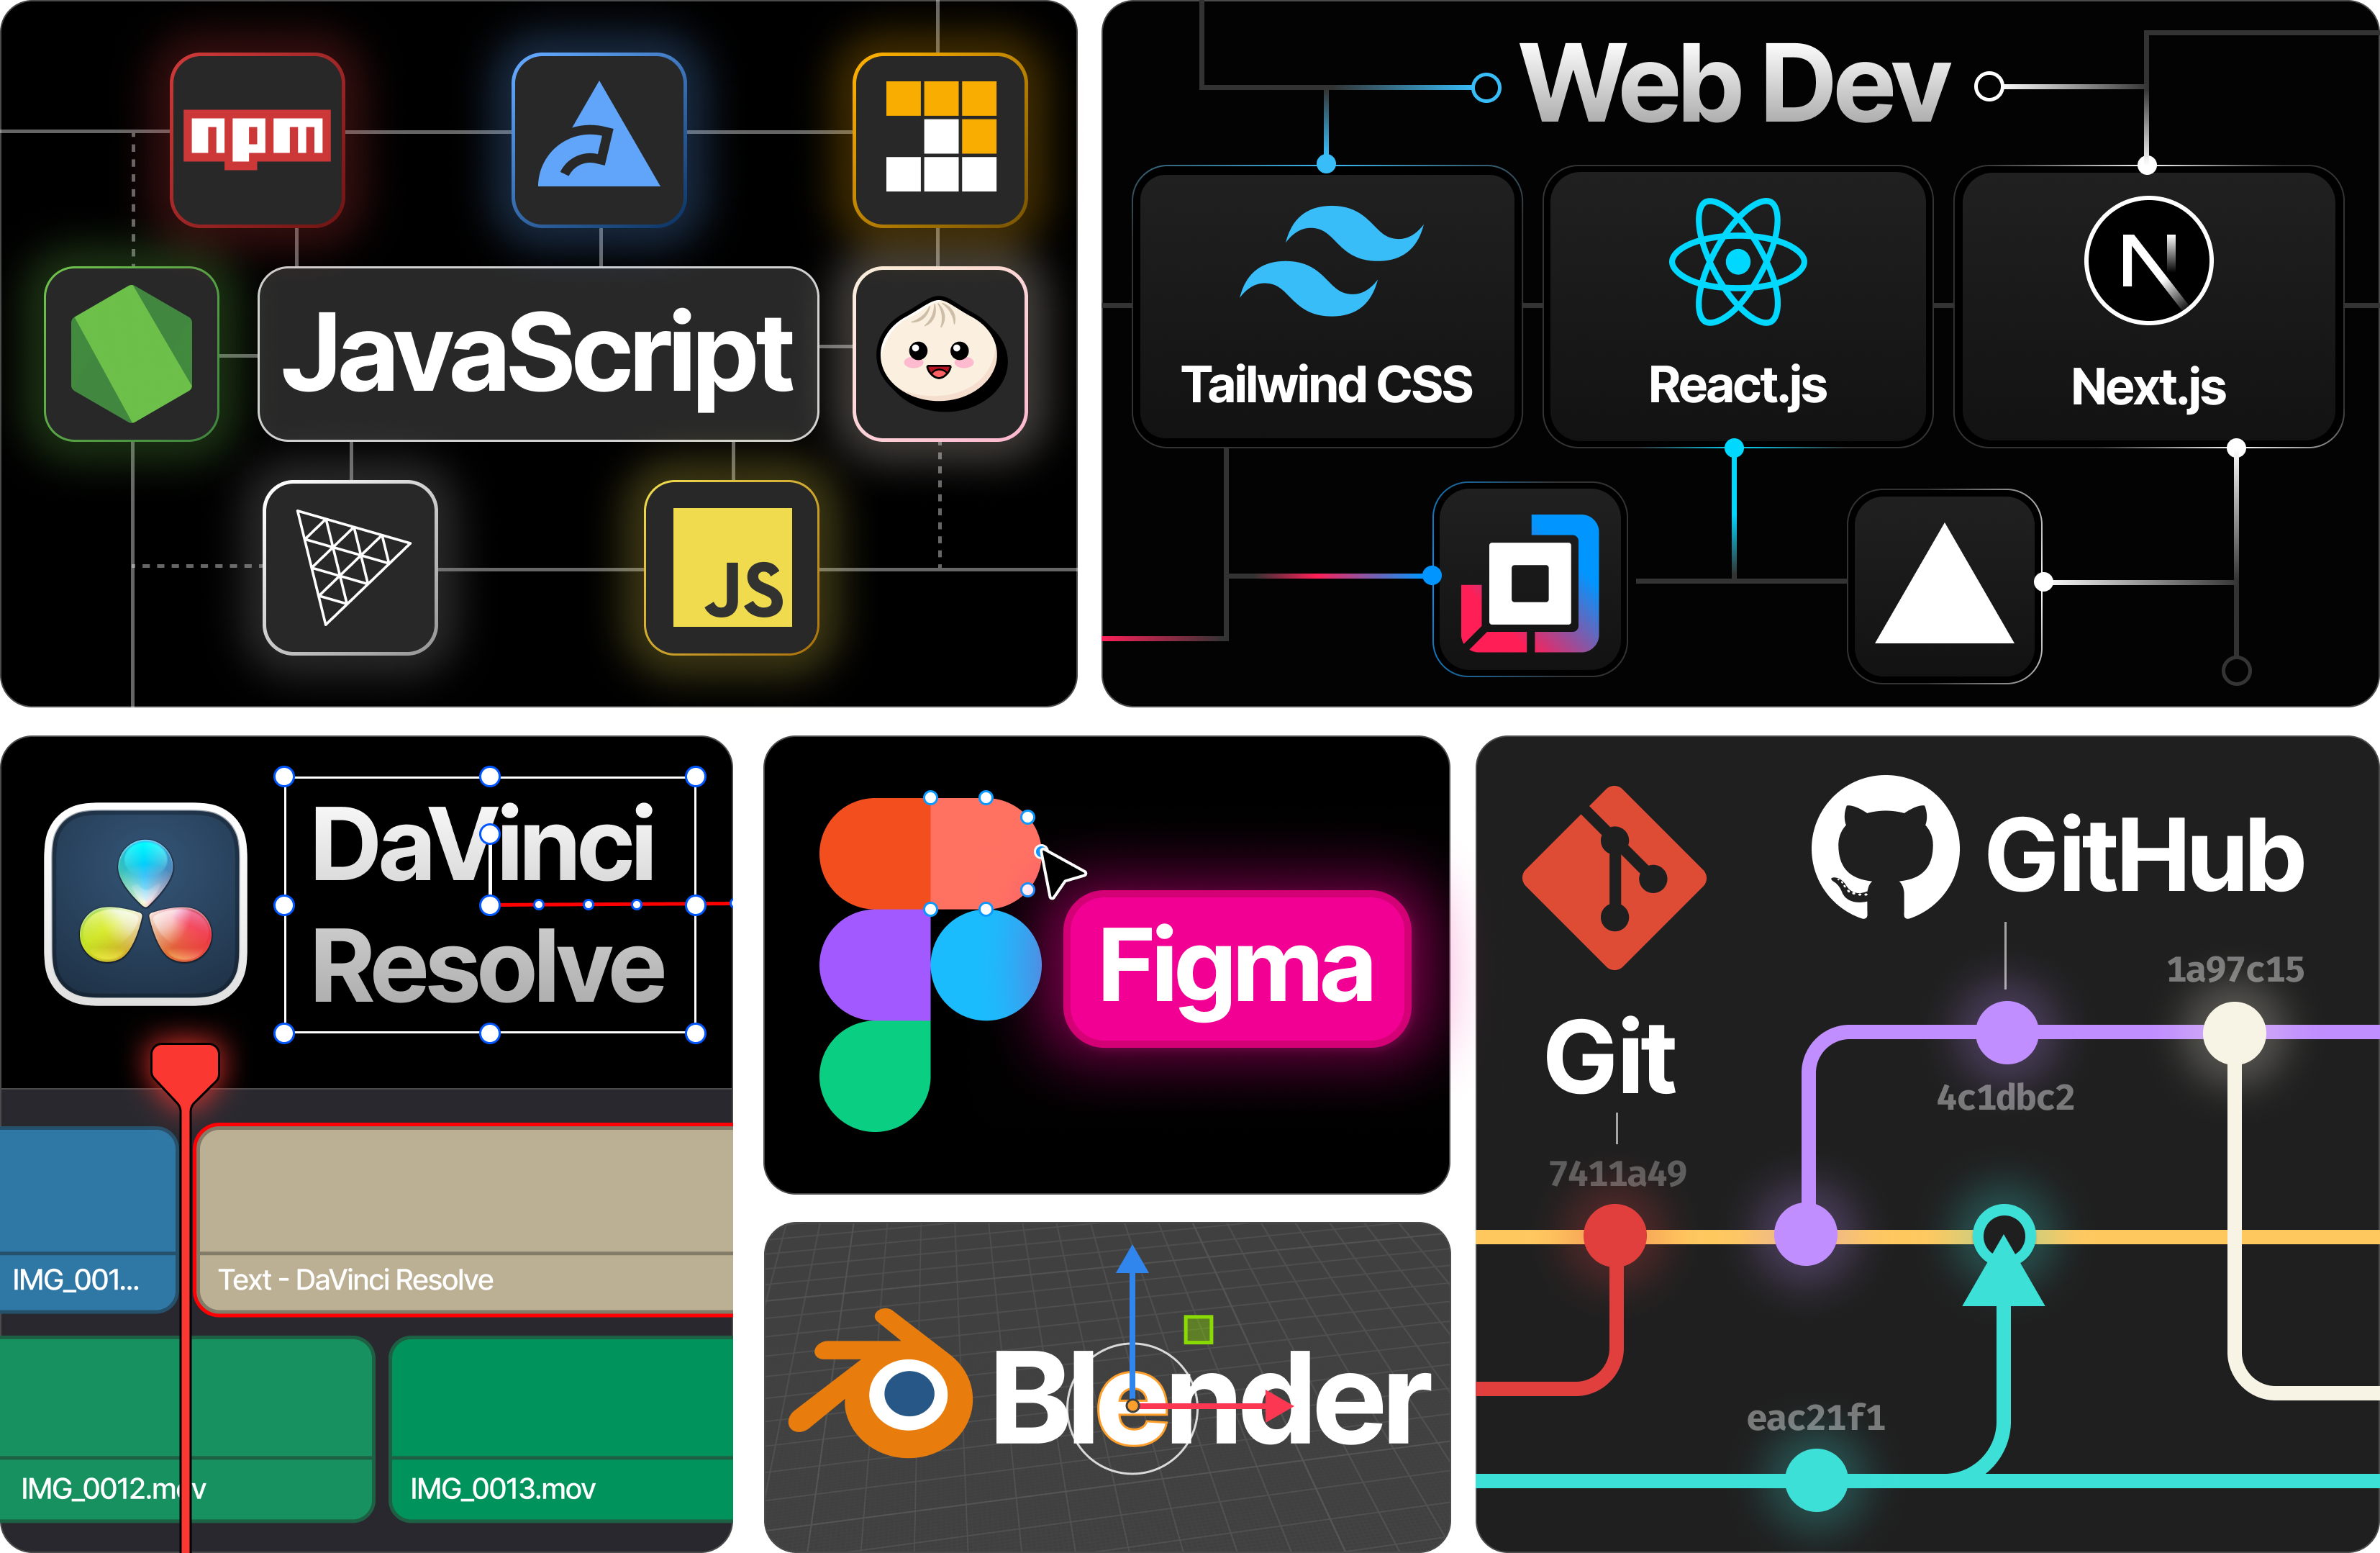 npm
JavaScript
JS
Web Dev
Tailwind CSS
React.js
Next.js
DaVinci
Resolve
IMG_001...
Text - DaVinci Resolve
IMG_0012.mov
IMG_0013.mov
Figma
Blender
GitHub
Git
1a97c15
4c1dbc2
7411a49
eac21f1